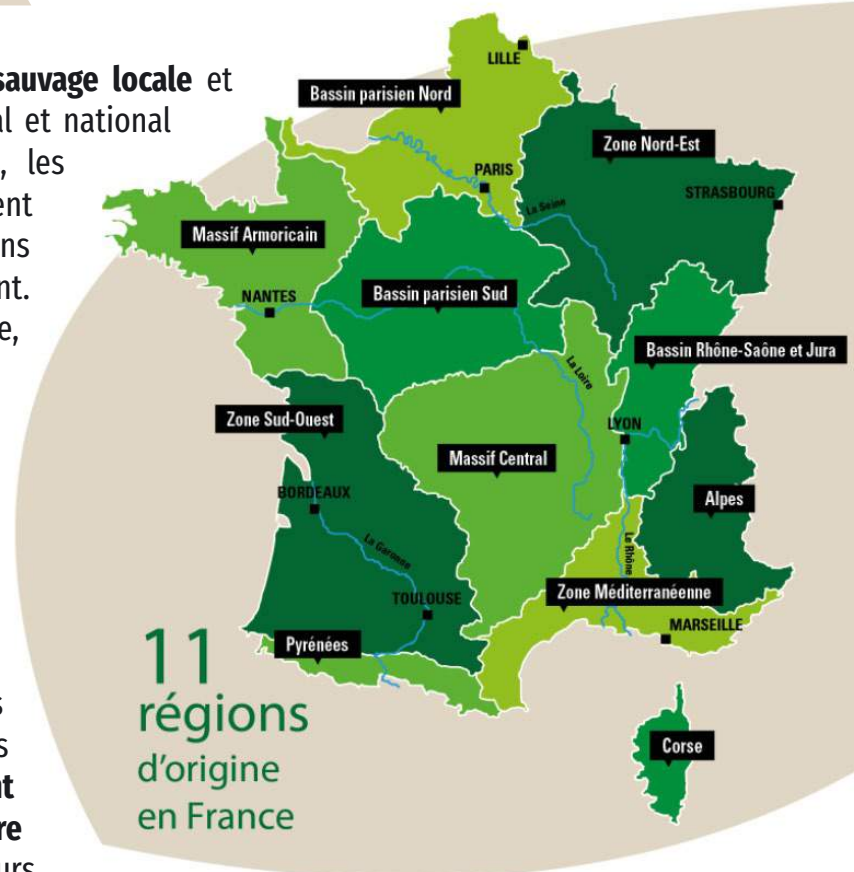 sauvage locale et
al et national
, les
ent
ns
nt.
e,
s
s
nt
re
urs
LILLE
Bassin parisien Nord
Zone Nord-Est
PARIS
STRASBOURG
La Seine
Massif Armoricain
NANTES
Bassin parisien Sud
Bassin Rhône-Saône et Jura
La Loire
Zone Sud-Ouest
LYON
Massif Central
BORDEAUX
Alpes
La Garonne
Le Rhône
Zone Méditerranéenne
TOULOUSE
MARSEILLE
Pyrénées
11
régions
d'origine
en France
Corse